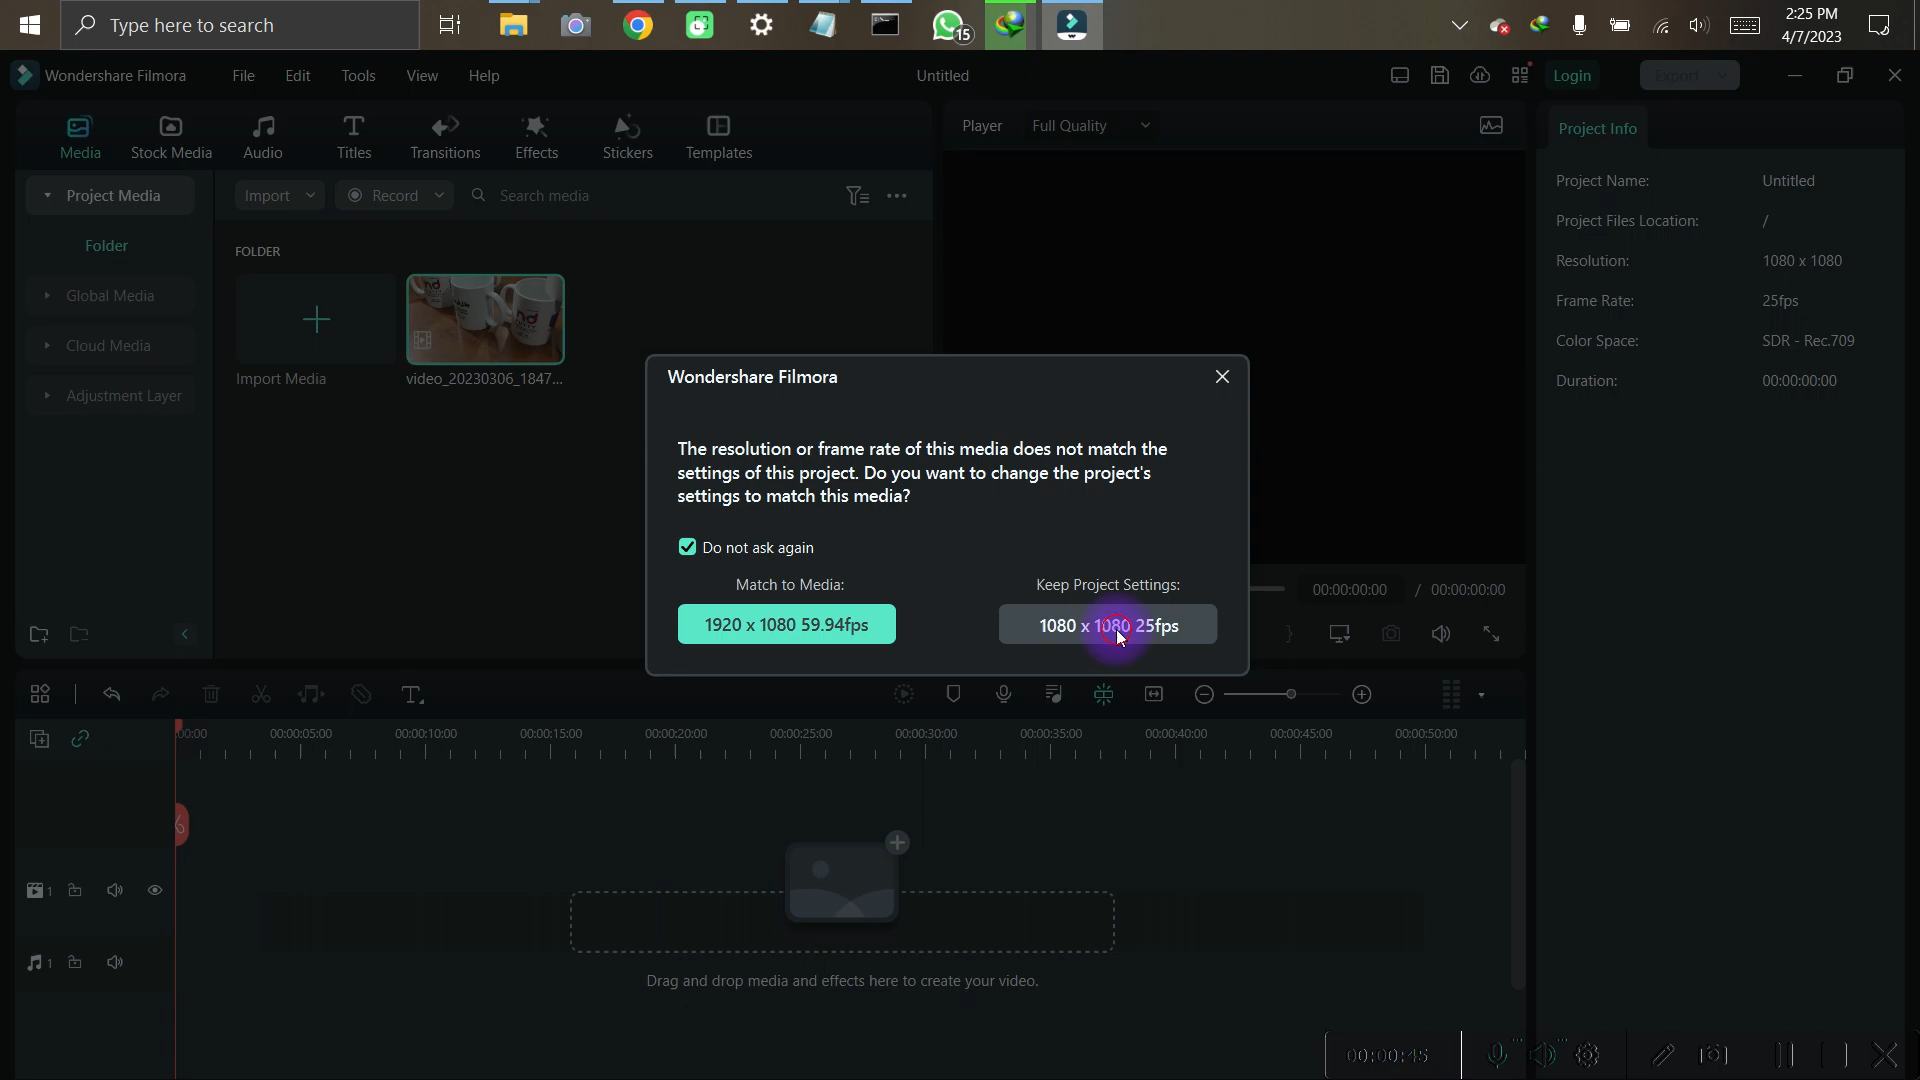 Type here to search
15
2:25 PM
4/7/2023
Wondershare Filmora
File
Edit
Tools
View
Help
Untitled
Login
Export
Media
Stock Media
Audio
Titles
Transitions
Effects
Stickers
Templates
Player
Full Quality
Project Info
Project Media
Import
Record
Search media
Project Name:
Untitled
Folder
FOLDER
Project Files Location:
/
Global Media
Resolution:
1080 x 1080
Cloud Media
Frame Rate:
25fps
Adjustment Layer
Color Space:
SDR - Rec.709
Import Media
video_20230306_1847...
Duration:
00:00:00:00
Wondershare Filmora
The resolution or frame rate of this media does not match the
settings of this project. Do you want to change the project's
settings to match this media?
Do not ask again
Match to Media:
Keep Project Settings:
1920 x 1080 59.94fps
1080 x 1080 25fps
00:00:00:00
/ 00:00:00:00
:00:00
00:00:05:00
00:00:10:00
00:00:15:00
00:00:20:00
00:00:25:00
00:00:30:00
00:00:35:00
00:00:40:00
00:00:45:00
00:00:50:00
1
1
Drag and drop media and effects here to create your video.
00:00:45